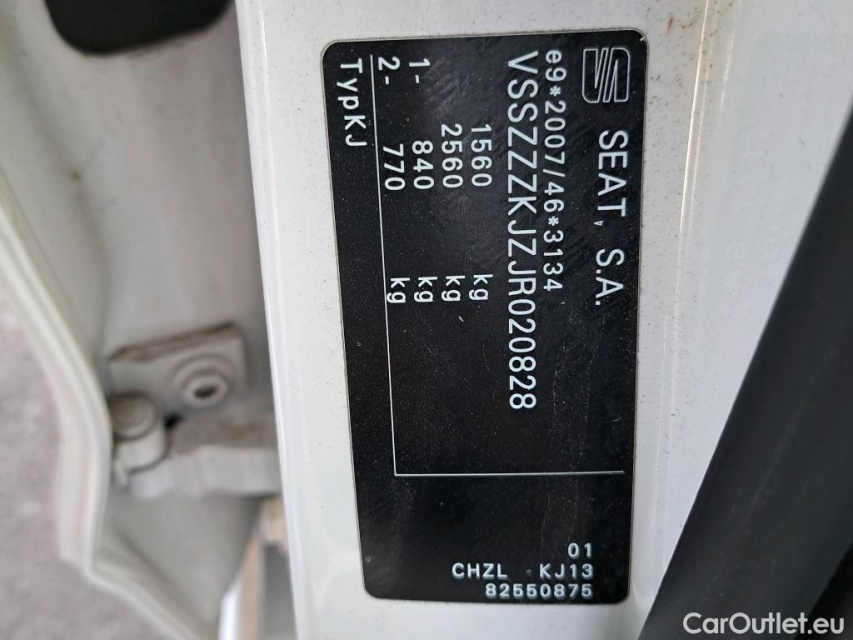 SEAT, S.A.
e9*2007/46*3134
VSSZZZKJZJR020828
1560 kg
2560 kg
1- 840 kg
2- 770 kg
TypKJ
01
CHZL KJ13
82550875
CarOutlet.eu